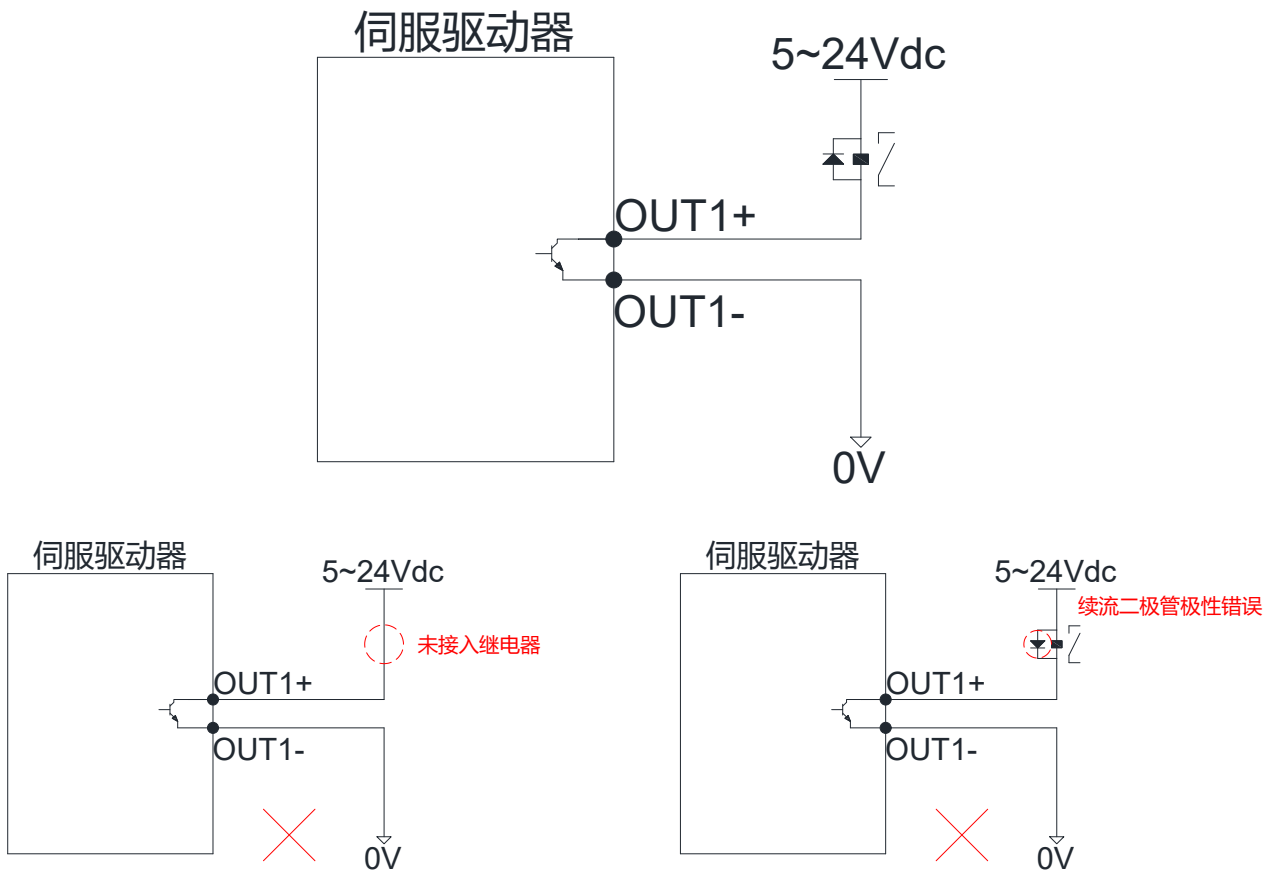 伺服驱动器
5~24Vdc
OUT1+
OUT1-
0V
伺服驱动器
5~24Vdc
未接入继电器
OUT1+
OUT1-
0V
伺服驱动器
5~24Vdc
续流二极管极性错误
OUT1+
OUT1-
0V